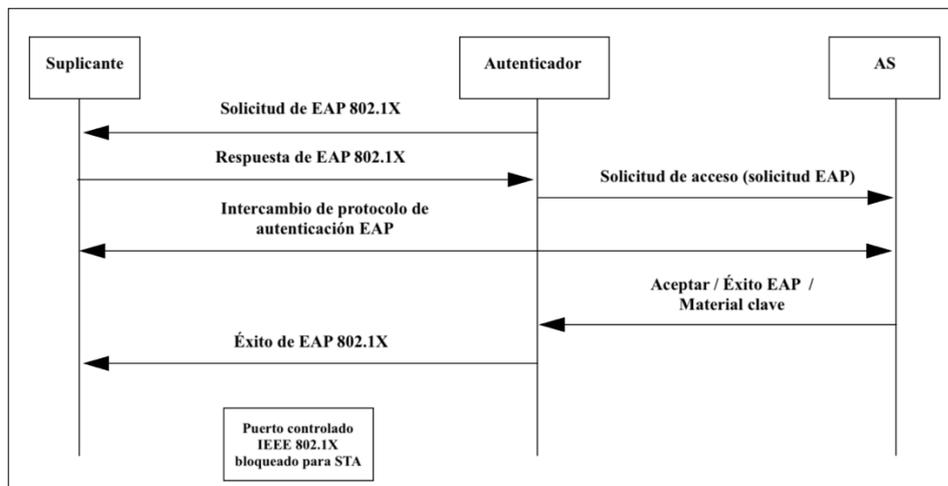 Suplicante
Autenticador
AS
Solicitud de EAP 802.1X
Respuesta de EAP 802.1X
Solicitud de acceso (solicitud EAP)
Intercambio de protocolo de
autenticación EAP
Aceptar / Éxito EAP /
Material clave
Éxito de EAP 802.1X
Puerto controlado
IEEE 802.1X
bloqueado para STA